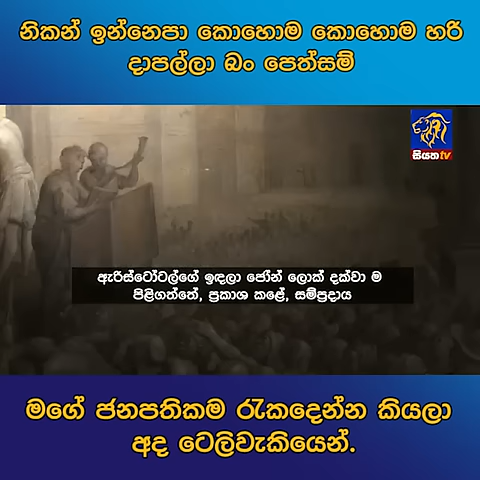 නිකන් ඉන්නෙපා කොහොම කොහොම හරි
දාපල්ලා බං පෙත්සම්
සියත tv
ඇරිස්ටෝටල්ගේ ඉඳලා ජෝන් ලොක් දක්වා ම
පිළිගත්තේ, ප්‍රකාශ කළේ, සම්ප්‍රදාය
මගේ ජනපතිකම රැකදෙන්න කියලා
අද ටෙලිවැකියෙන්.